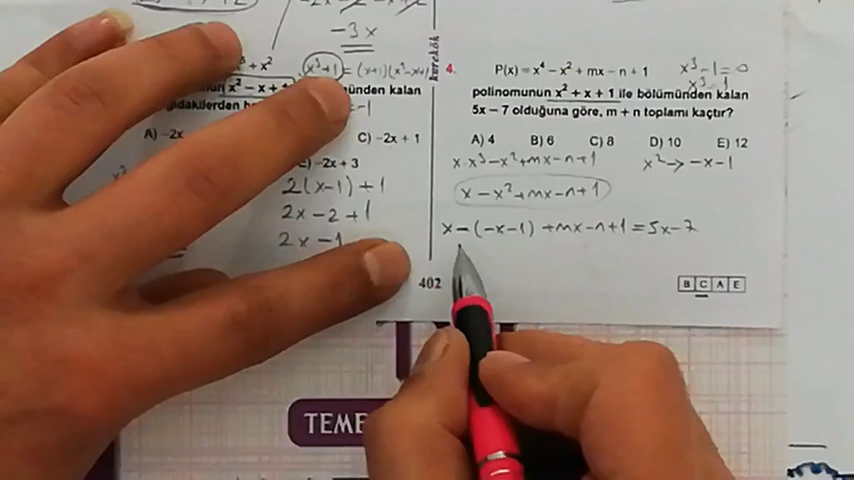 -3x
x³+1 = (x+1)(x²-x+1)
x² – x + 1
ünden kalan
gıdakilerden
=-1
A) –2x
C) –2x + 1
–2x + 3
2(x-1)+1
2x-2+1
2x-1
4. P(x) = x⁴ – x² + mx – n + 1
x³-1=0
x³=1
polinomunun x² + x + 1 ile bölümünden kalan
5x – 7 olduğuna göre, m + n toplamı kaçtır?
A) 4 B) 6 C) 8 D) 10 E) 12
x·x³-x²+mx-n+1
x²→-x-1
x-x²+mx-n+1
x-(-x-1)+mx-n+1=5x-7
402
B C A E
TEME